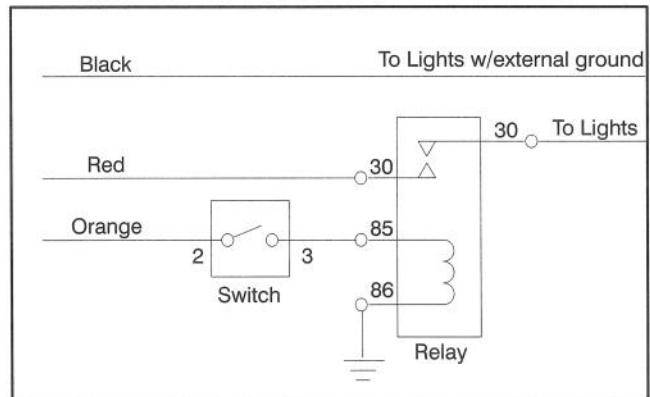 Black
To Lights w/external ground
30
To Lights
Red
30
Orange
85
2
3
Switch
86
Relay